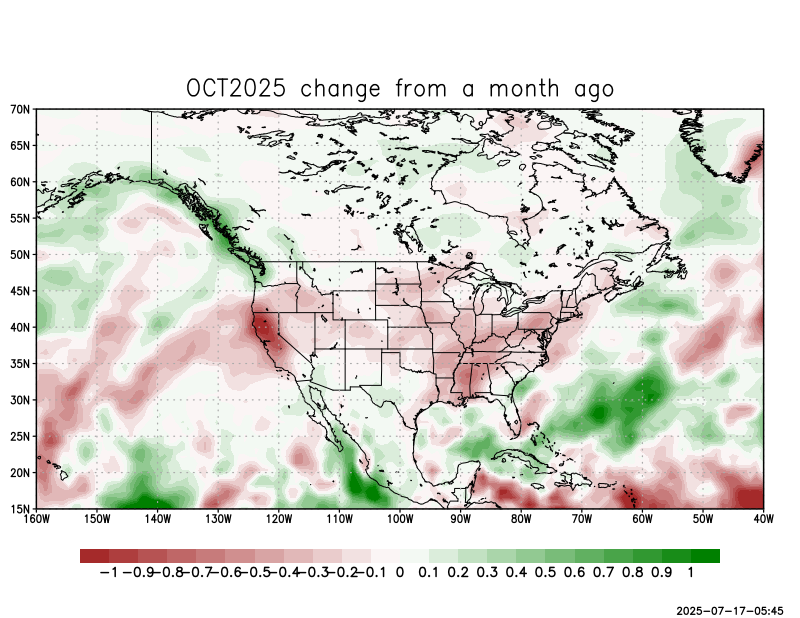 OCT2025 change from a month ago
70N
65N
60N
55N
50N
45N
40N
35N
30N
25N
20N
15N
160W 150W 140W 130W 120W 110W 100W 90W 80W 70W 60W 50W 40W
−1 −0.9 −0.8 −0.7 −0.6 −0.5 −0.4 −0.3 −0.2 −0.1 0 0.1 0.2 0.3 0.4 0.5 0.6 0.7 0.8 0.9 1
2025-07-17-05:45